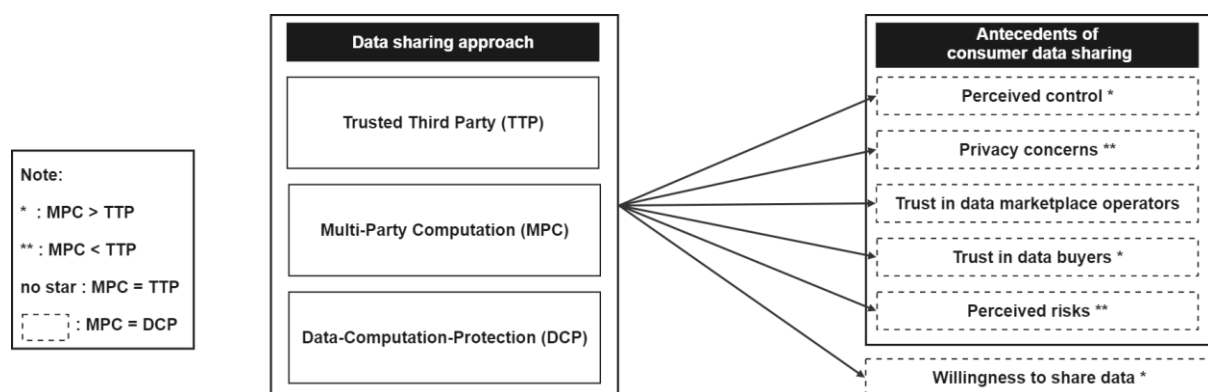 Note:
* : MPC > TTP
** : MPC < TTP
no star : MPC = TTP
: MPC = DCP
Data sharing approach
Trusted Third Party (TTP)
Multi-Party Computation (MPC)
Data-Computation-Protection (DCP)
Antecedents of
consumer data sharing
Perceived control *
Privacy concerns **
Trust in data marketplace operators
Trust in data buyers *
Perceived risks **
Willingness to share data *